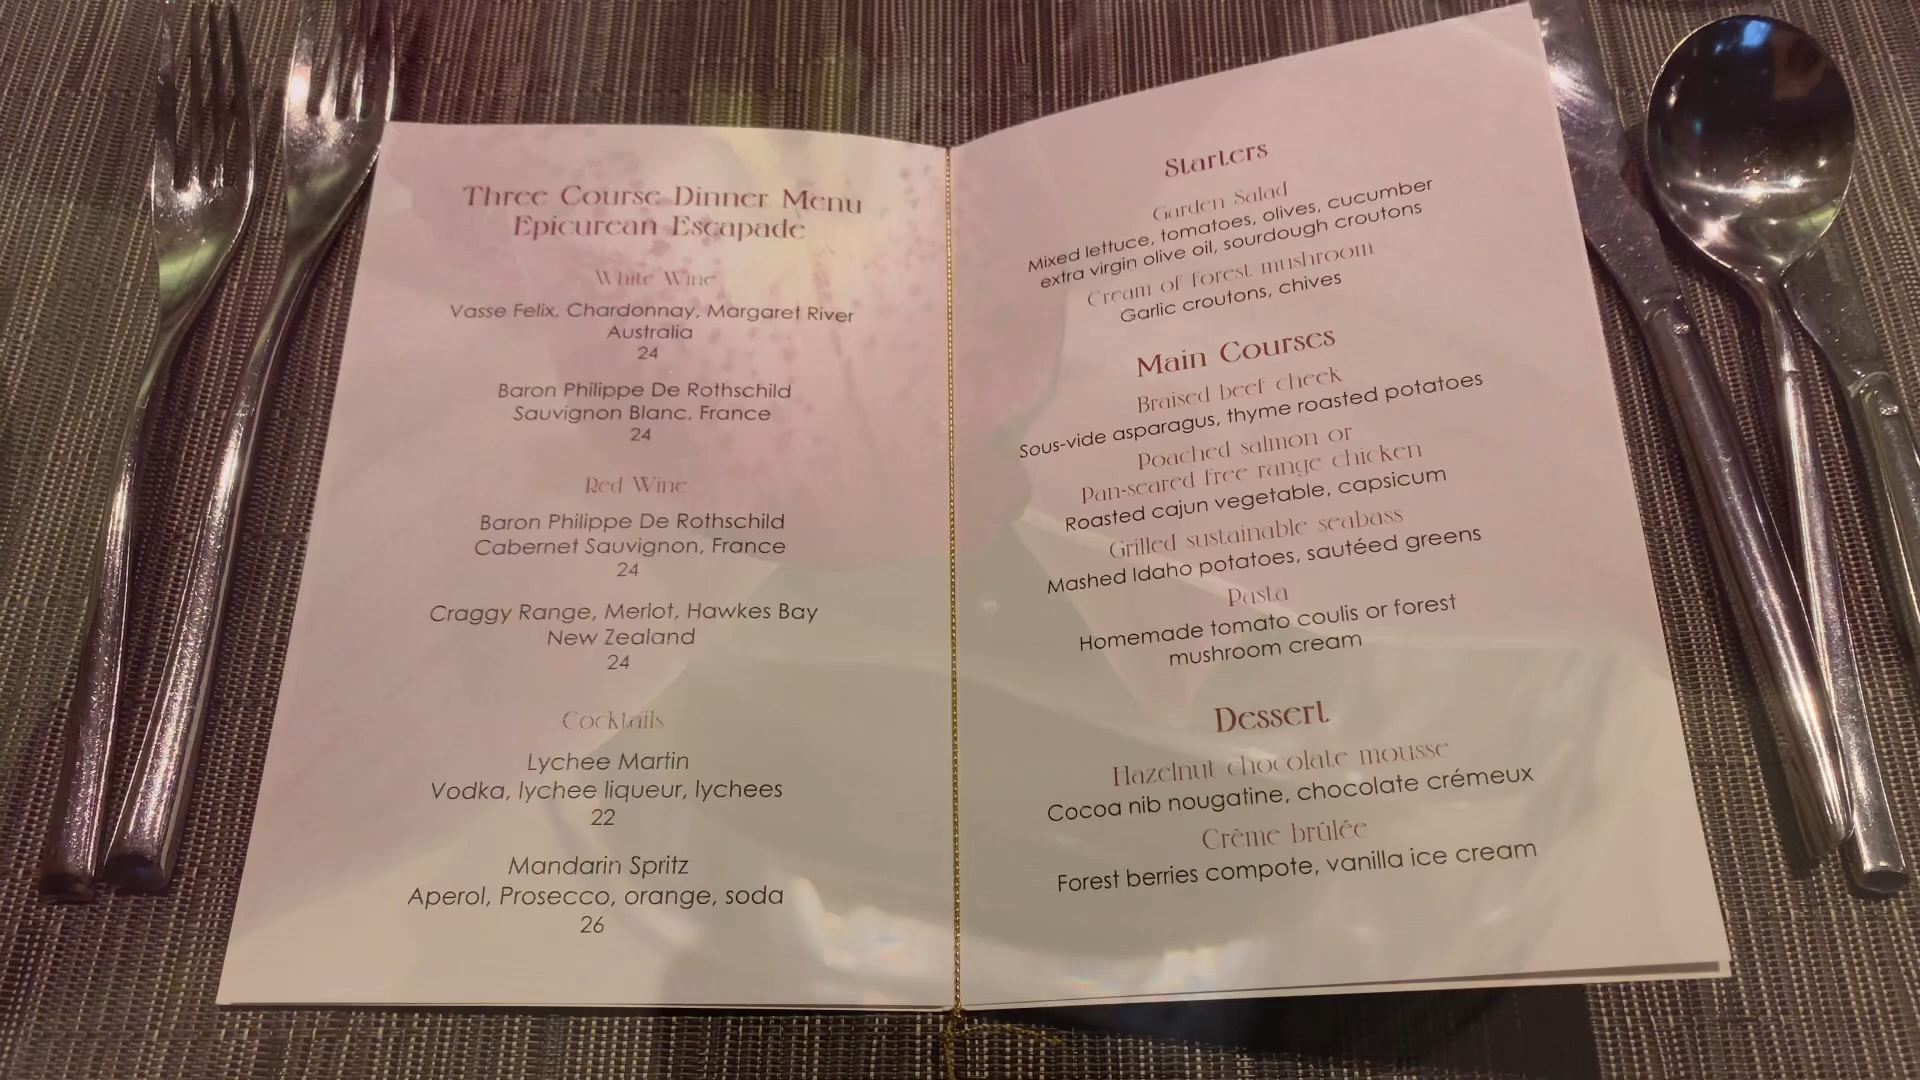 Three Course Dinner Menu
Epicurean Escapade
White Wine
Vasse Felix, Chardonnay, Margaret River
Australia
24
Baron Philippe De Rothschild
Sauvignon Blanc, France
24
Red Wine
Baron Philippe De Rothschild
Cabernet Sauvignon, France
24
Craggy Range, Merlot, Hawkes Bay
New Zealand
24
Cocktails
Lychee Martin
Vodka, lychee liqueur, lychees
22
Mandarin Spritz
Aperol, Prosecco, orange, soda
26
Starters
Garden Salad
Mixed lettuce, tomatoes, olives, cucumber
extra virgin olive oil, sourdough croutons
Cream of forest mushroom
Garlic croutons, chives
Main Courses
Braised beef cheek
Sous-vide asparagus, thyme roasted potatoes
Poached salmon or
Pan-seared free range chicken
Roasted cajun vegetable, capsicum
Grilled sustainable seabass
Mashed Idaho potatoes, sautéed greens
Pasta
Homemade tomato coulis or forest
mushroom cream
Dessert
Hazelnut chocolate mousse
Cocoa nib nougatine, chocolate crémeux
Crème brûlée
Forest berries compote, vanilla ice cream